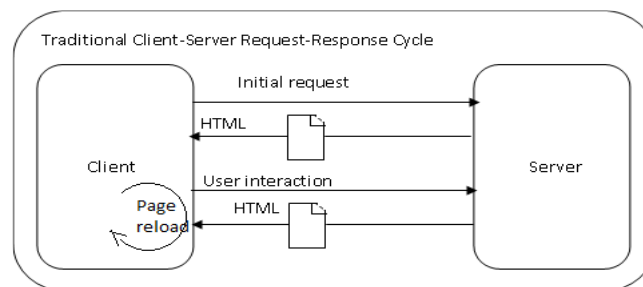 Traditional Client-Server Request-Response Cycle
Initial request
HTML
Client
Server
User interaction
Page
reload
HTML